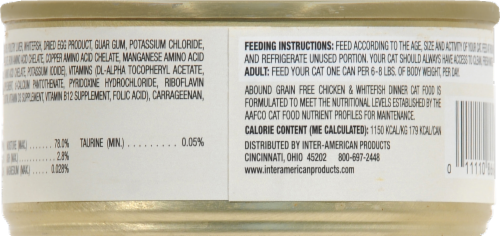 LIVER, WHITEFISH, DRIED EGG PRODUCT, GUAR GUM, POTASSIUM CHLORIDE,
AMINO ACID CHELATE, COPPER AMINO ACID CHELATE, MANGANESE AMINO ACID
CHELATE, POTASSIUM IODIDE), VITAMINS (DL-ALPHA TOCOPHERYL ACETATE,
PANTOTHENATE, PYRIDOXINE HYDROCHLORIDE, RIBOFLAVIN
SUPPLEMENT, VITAMIN B12 SUPPLEMENT, FOLIC ACID), CARRAGEENAN,
78.0% TAURINE (MIN.) 0.05%
2.8%
0.028%
FEEDING INSTRUCTIONS: FEED ACCORDING TO THE AGE, SIZE AND ACTIVITY OF YOUR CAT
AND REFRIGERATE UNUSED PORTION. YOUR CAT SHOULD ALWAYS HAVE ACCESS TO CLEAN,
ADULT: FEED YOUR CAT ONE CAN PER 6-8 LBS. OF BODY WEIGHT, PER DAY.
ABOUND GRAIN FREE CHICKEN & WHITEFISH DINNER CAT FOOD IS
FORMULATED TO MEET THE NUTRITIONAL LEVELS ESTABLISHED BY THE
AAFCO CAT FOOD NUTRIENT PROFILES FOR MAINTENANCE.
CALORIE CONTENT (ME CALCULATED): 1150 KCAL/KG 179 KCAL/CAN
DISTRIBUTED BY INTER-AMERICAN PRODUCTS
CINCINNATI, OHIO 45202 800-697-2448
www.interamericanproducts.com
0 11110